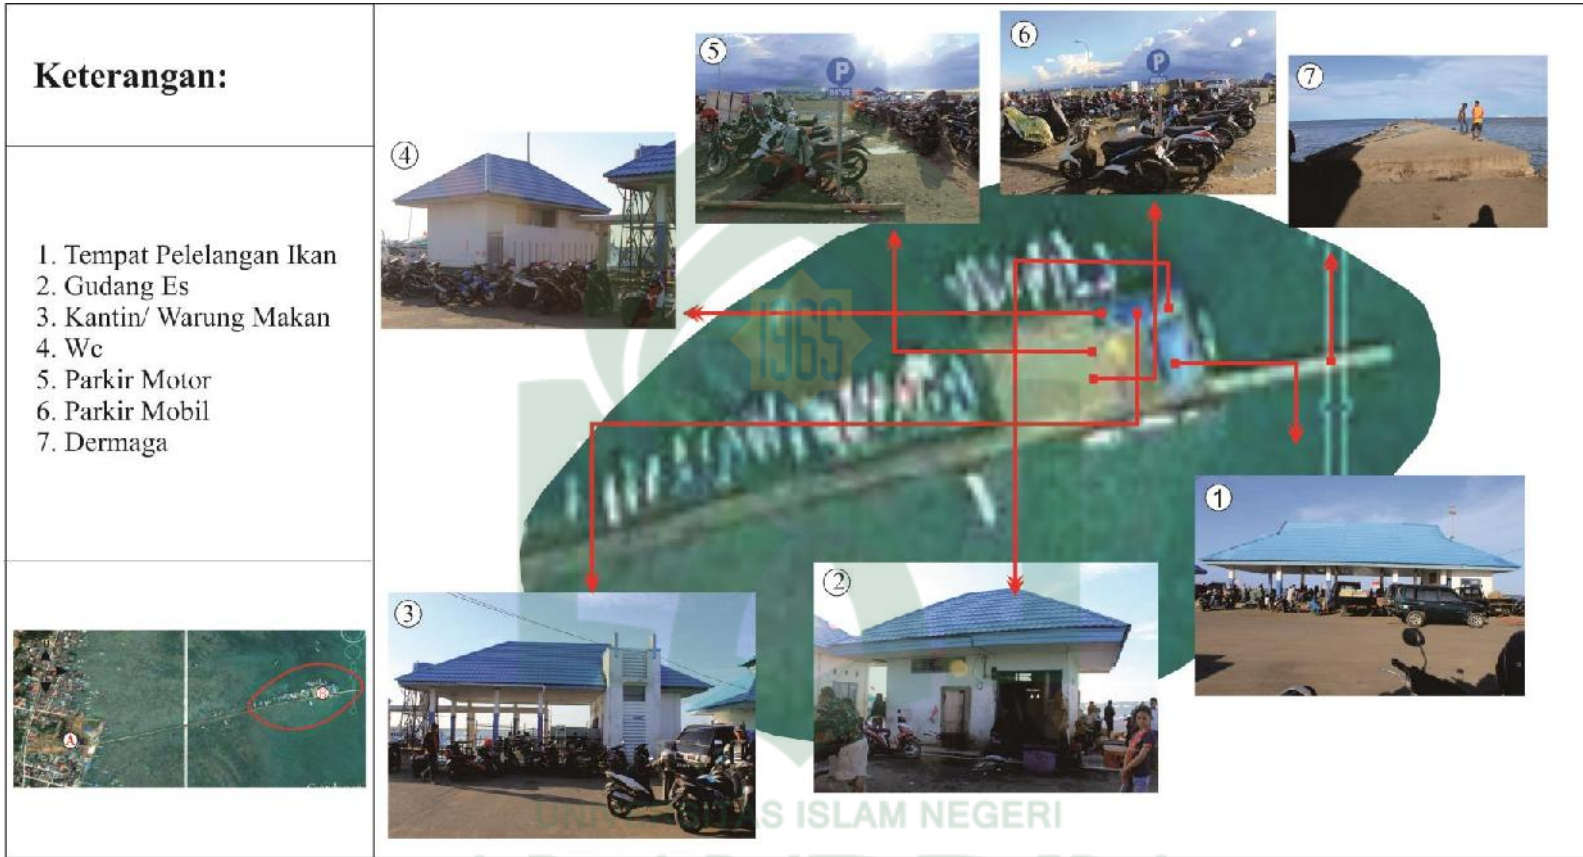 Keterangan:
1. Tempat Pelelangan Ikan
2. Gudang Es
3. Kantin/ Warung Makan
4. Wc
5. Parkir Motor
6. Parkir Mobil
7. Dermaga
A
B
5
6
7
4
P
P
1965
1
2
3
UNIVERSITAS ISLAM NEGERI